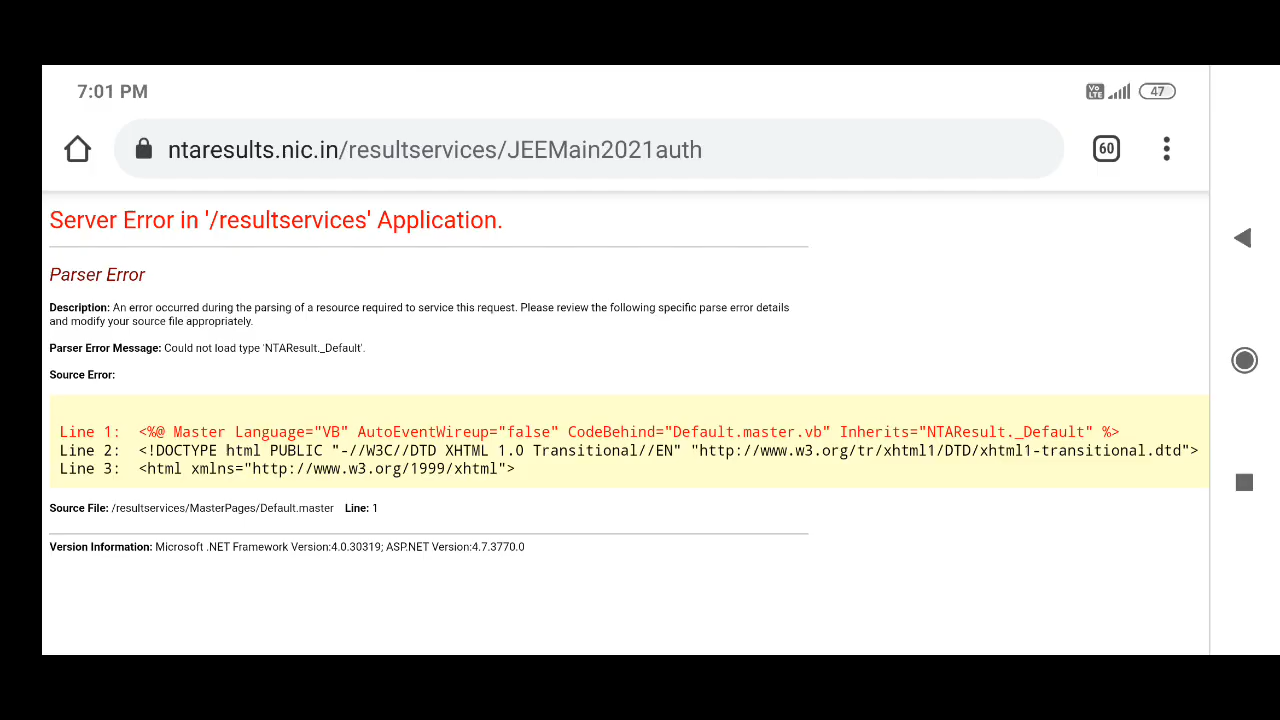 7:01 PM
Vo LTE
47
ntaresults.nic.in/resultservices/JEEMain2021auth
60
Server Error in '/resultservices' Application.
Parser Error
Description: An error occurred during the parsing of a resource required to service this request. Please review the following specific parse error details
and modify your source file appropriately.
Parser Error Message: Could not load type 'NTAResult._Default'.
Source Error:
Line 1:  <%@ Master Language="VB" AutoEventWireup="false" CodeBehind="Default.master.vb" Inherits="NTAResult._Default" %>
Line 2:  <!DOCTYPE html PUBLIC "-//W3C//DTD XHTML 1.0 Transitional//EN" "http://www.w3.org/tr/xhtml1/DTD/xhtml1-transitional.dtd">
Line 3:  <html xmlns="http://www.w3.org/1999/xhtml">
Source File: /resultservices/MasterPages/Default.master    Line: 1
Version Information: Microsoft .NET Framework Version:4.0.30319; ASP.NET Version:4.7.3770.0